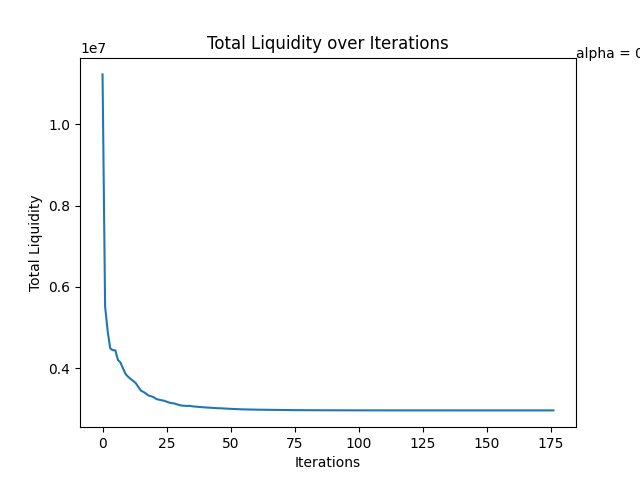 Total Liquidity over Iterations
1e7
alpha = 0
1.0
0.8
0.6
0.4
Total Liquidity
0 25 50 75 100 125 150 175
Iterations